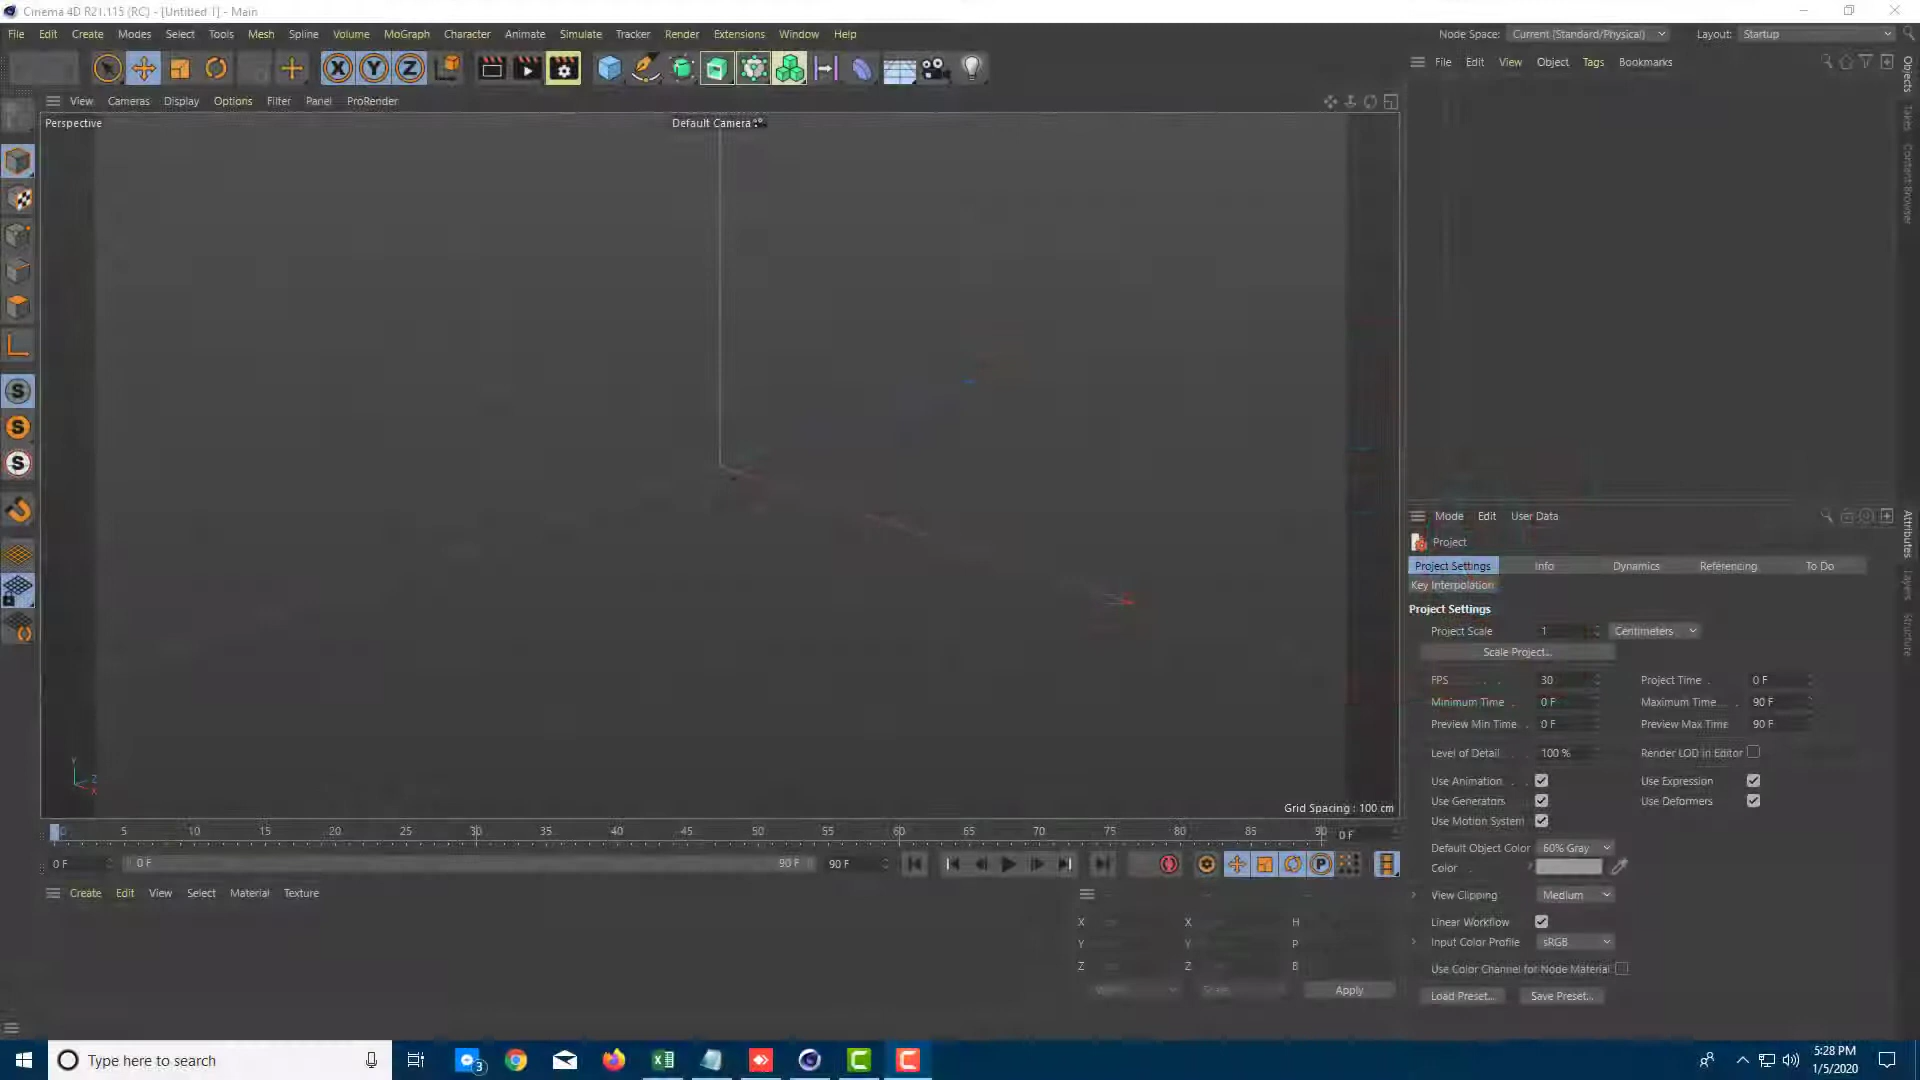 Cinema 4D R21.115 (RC) - [Untitled 1] - Main
File Edit Create Modes Select Tools Mesh Spline Volume MoGraph Character Animate Simulate Tracker Render Extensions Window Help
Node Space: Current (Standard/Physical) Layout: Startup
X Y Z
File Edit View Object Tags Bookmarks
View Cameras Display Options Filter Panel ProRender
Perspective
Default Camera
Objects
Takes
Content Browser
S
S
S
Y
Z
X
Grid Spacing : 100 cm
Mode Edit User Data
Attributes
Layers
Structure
Project
Project Settings Info Dynamics Referencing To Do
Key Interpolation
Project Settings
Project Scale 1 Centimeters
Scale Project...
FPS . . . 30 Project Time . 0 F
Minimum Time . 0 F Maximum Time . 90 F
Preview Min Time . 0 F Preview Max Time 90 F
Level of Detail . 100 % Render LOD in Editor
Use Animation . Use Expression
Use Generators Use Deformers
Use Motion System
Default Object Color 60% Gray
Color .
View Clipping . Medium
Linear Workflow
Input Color Profile sRGB
Use Color Channel for Node Material
Load Preset... Save Preset...
0 5 10 15 20 25 30 35 40 45 50 55 60 65 70 75 80 85 90 0 F
0 F 0 F 90 F 90 F
P
Create Edit View Select Material Texture
X X H
Y Y P
Z Z B
Apply
Type here to search
3
5:28 PM
1/5/2020